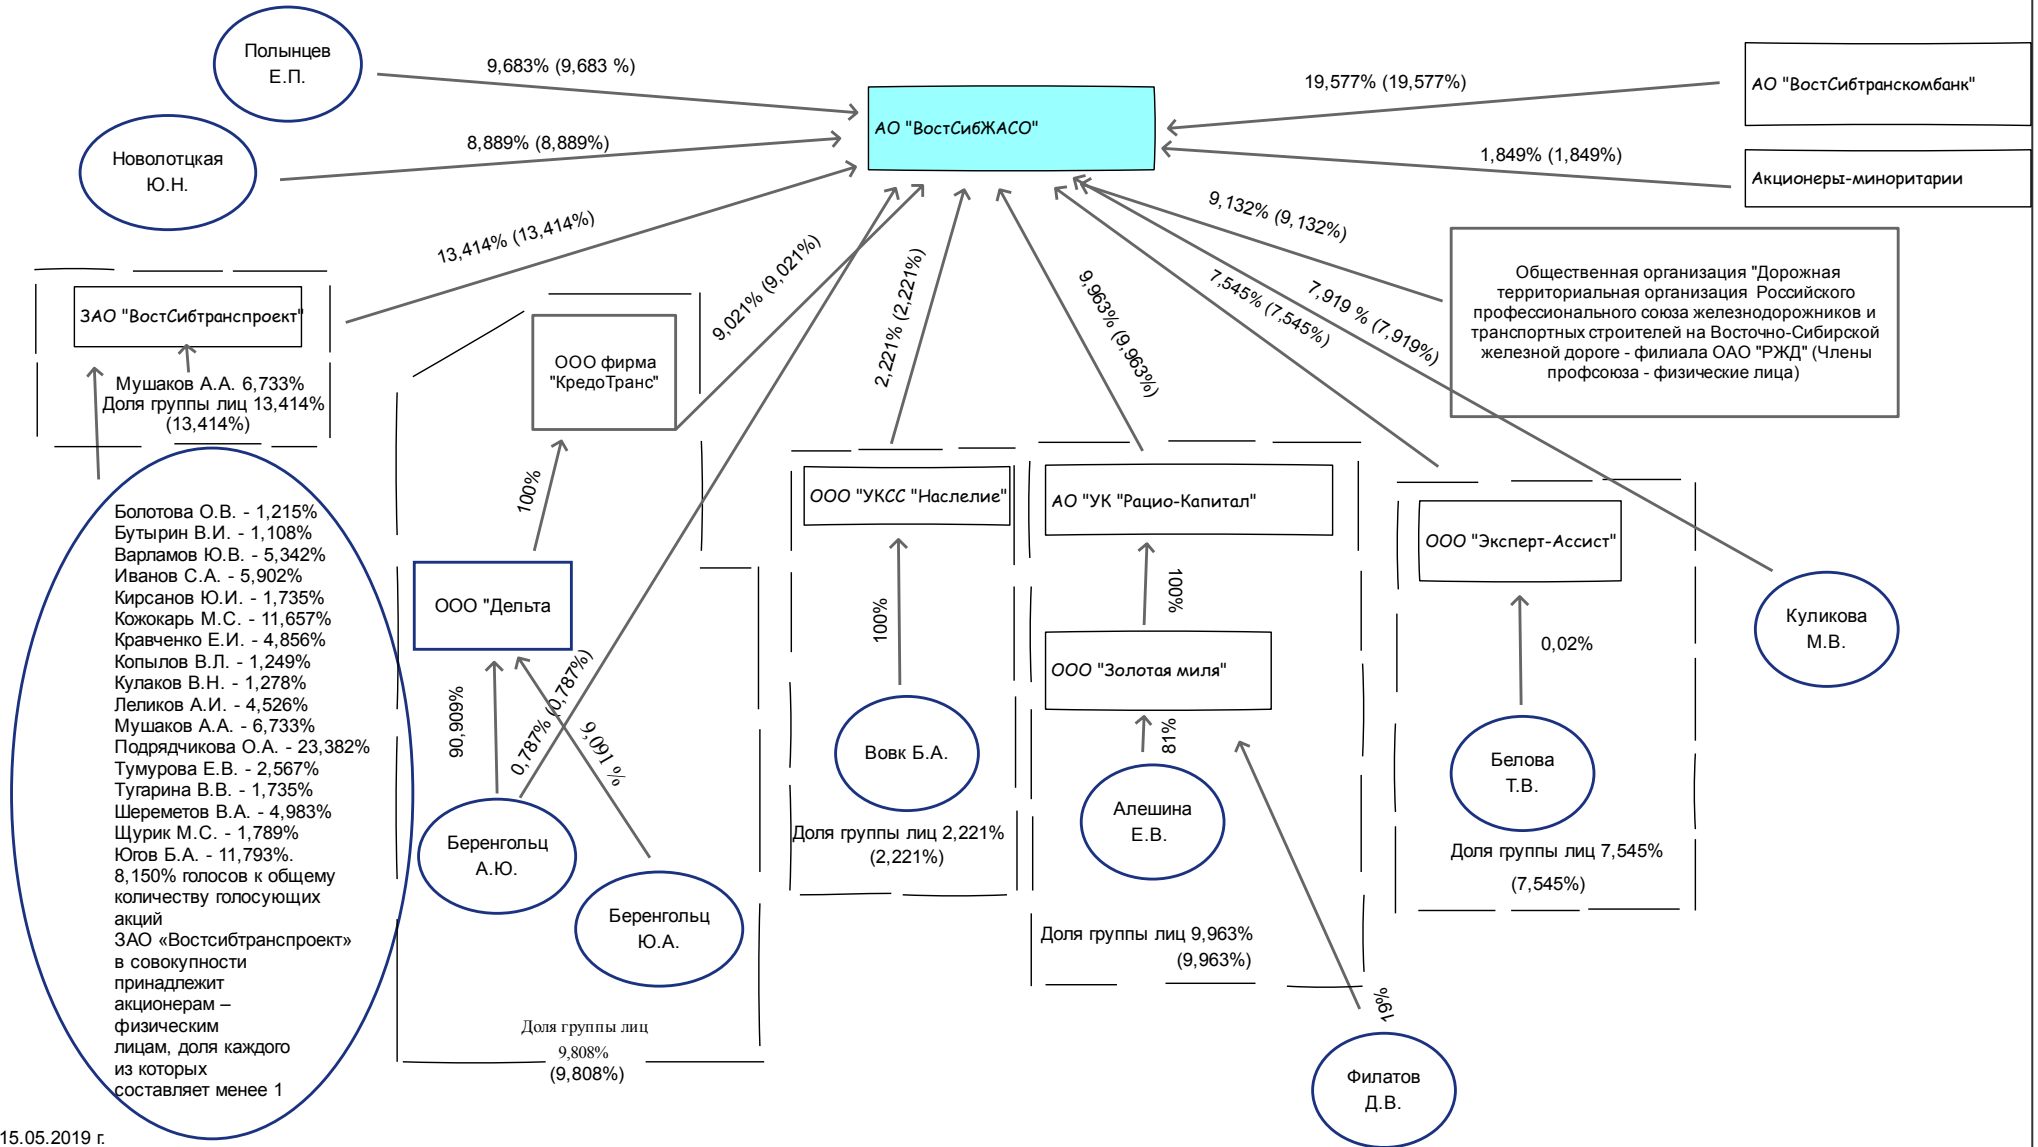 Полынцев
Е.П.
9,683% (9,683 %)
19,577% (19,577%)
АО "ВостСибтранскомбанк"
АО "ВостСибЖАСО"
Новолотцкая
Ю.Н.
8,889% (8,889%)
1,849% (1,849%)
Акционеры-миноритарии
13,414% (13,414%)
9,021% (9,021%)
2,221% (2,221%)
9,963% (9,963%)
7,545% (7,545%)
7,919 % (7,919%)
9,132% (9,132%)
Общественная организация "Дорожная
территориальная организация Российского
профессионального союза железнодорожников и
транспортных строителей на Восточно-Сибирской
железной дороге - филиала ОАО "РЖД" (Члены
профсоюза - физические лица)
ЗАО "ВостСибтранспроект"
Мушаков А.А. 6,733%
Доля группы лиц 13,414%
(13,414%)
ООО фирма
"КредоТранс"
100%
ООО "Дельта
90,909%
0,787% (0,787%)
9,091 %
Беренгольц
А.Ю.
Беренгольц
Ю.А.
Доля группы лиц
9,808%
(9,808%)
Болотова О.В. - 1,215%
Бутырин В.И. - 1,108%
Варламов Ю.В. - 5,342%
Иванов С.А. - 5,902%
Кирсанов Ю.И. - 1,735%
Кожокарь М.С. - 11,657%
Кравченко Е.И. - 4,856%
Копылов В.Л. - 1,249%
Кулаков В.Н. - 1,278%
Леликов А.И. - 4,526%
Мушаков А.А. - 6,733%
Подрядчикова О.А. - 23,382%
Тумурова Е.В. - 2,567%
Тугарина В.В. - 1,735%
Шереметов В.А. - 4,983%
Щурик М.С. - 1,789%
Югов Б.А. - 11,793%.
8,150% голосов к общему
количеству голосующих
акций
ЗАО «Востсибтранспроект»
в совокупности
принадлежит
акционерам –
физическим
лицам, доля каждого
из которых
составляет менее 1
ООО "УКСС "Наслелие"
100%
Вовк Б.А.
Доля группы лиц 2,221%
(2,221%)
АО "УК "Рацио-Капитал"
100%
ООО "Золотая миля"
81%
Алешина
Е.В.
Доля группы лиц 9,963%
(9,963%)
19%
Филатов
Д.В.
ООО "Эксперт-Ассист"
0,02%
Белова
Т.В.
Доля группы лиц 7,545%
(7,545%)
Куликова
М.В.
15.05.2019 г.